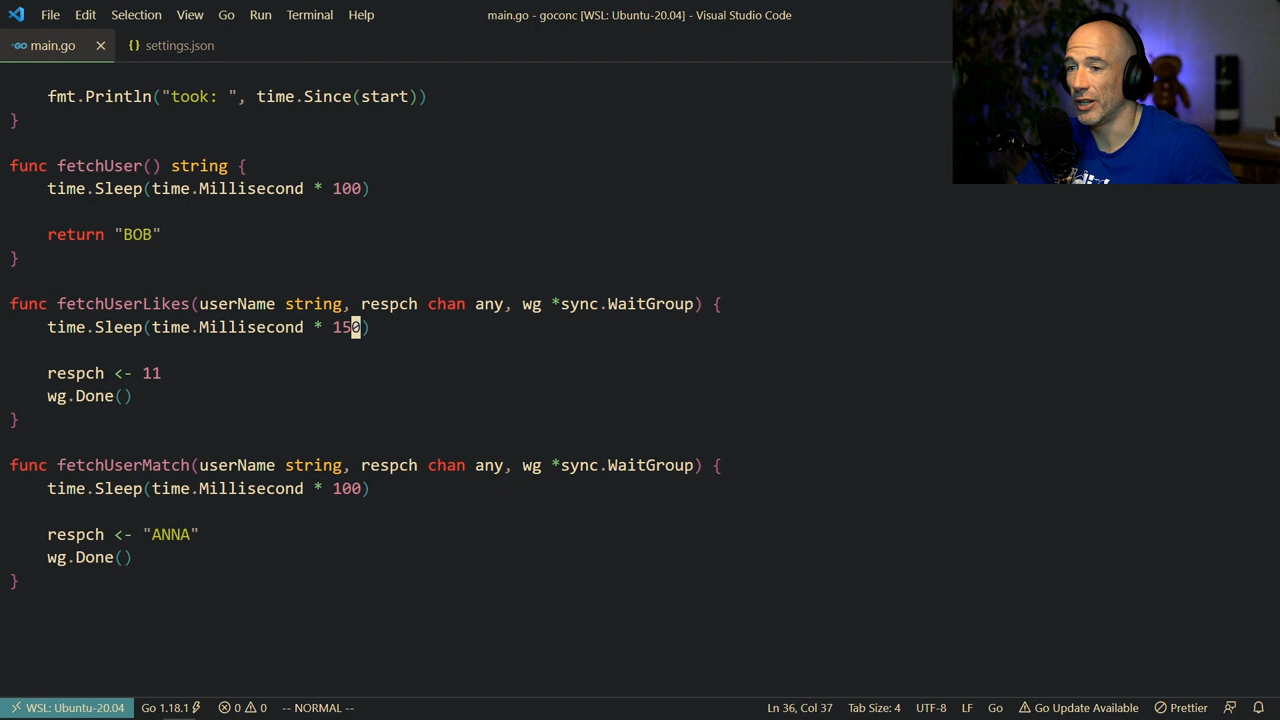 File Edit Selection View Go Run Terminal Help main.go - goconc [WSL: Ubuntu-20.04] - Visual Studio Code
main.go {} settings.json
fmt.Println("took: ", time.Since(start))
}
func fetchUser() string {
time.Sleep(time.Millisecond * 100)
return "BOB"
}
func fetchUserLikes(userName string, respch chan any, wg *sync.WaitGroup) {
time.Sleep(time.Millisecond * 150)
respch <- 11
wg.Done()
}
func fetchUserMatch(userName string, respch chan any, wg *sync.WaitGroup) {
time.Sleep(time.Millisecond * 100)
respch <- "ANNA"
wg.Done()
}
WSL: Ubuntu-20.04 Go 1.18.1 0 0 -- NORMAL -- Ln 36, Col 37 Tab Size: 4 UTF-8 LF Go Go Update Available Prettier